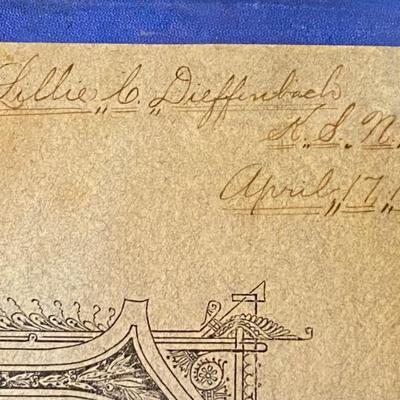 Lillie C. Dieffenbach
K. S. N.
April 17